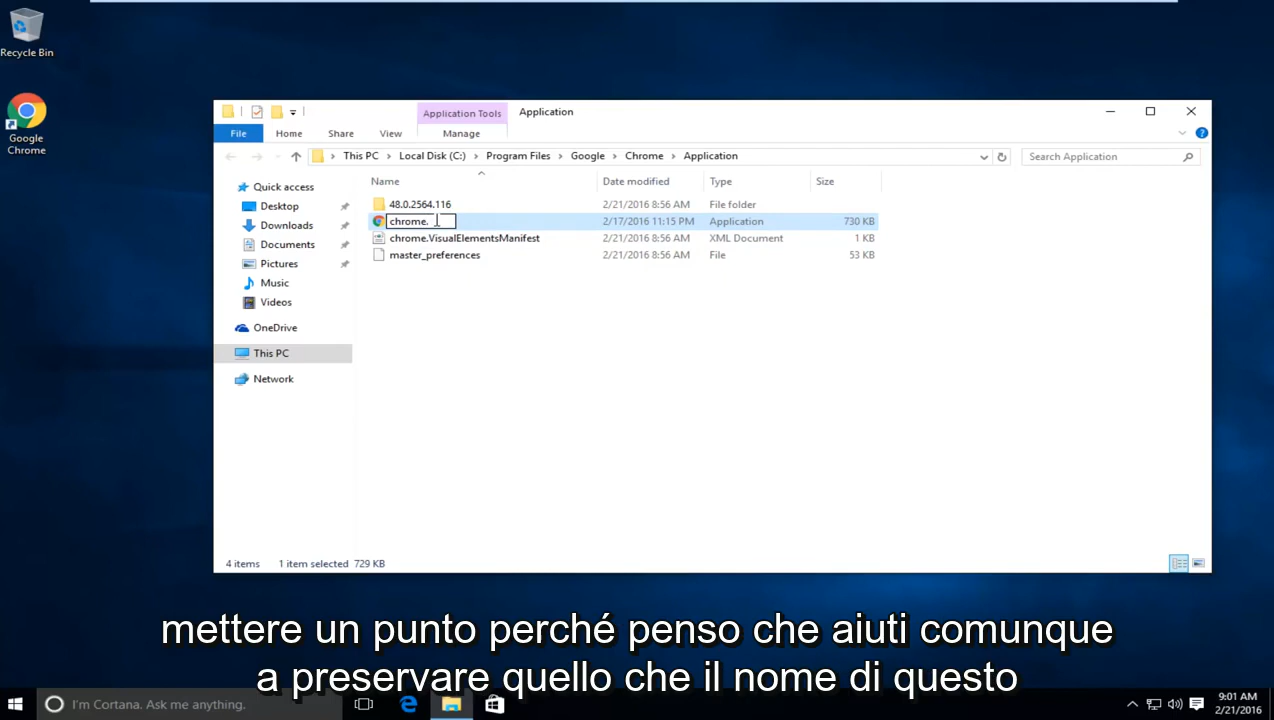 Recycle Bin
Google
Chrome
Application Tools
Application
File
Home
Share
View
Manage
This PC
Local Disk (C:)
Program Files
Google
Chrome
Application
Search Application
Name
Date modified
Type
Size
Quick access
Desktop
Downloads
Documents
Pictures
Music
Videos
OneDrive
This PC
Network
48.0.2564.116
2/21/2016 8:56 AM
File folder
chrome.
2/17/2016 11:15 PM
Application
730 KB
chrome.VisualElementsManifest
2/21/2016 8:56 AM
XML Document
1 KB
master_preferences
2/21/2016 8:56 AM
File
53 KB
4 items
1 item selected
729 KB
mettere un punto perché penso che aiuti comunque
a preservare quello che il nome di questo
I'm Cortana. Ask me anything.
9:01 AM
2/21/2016